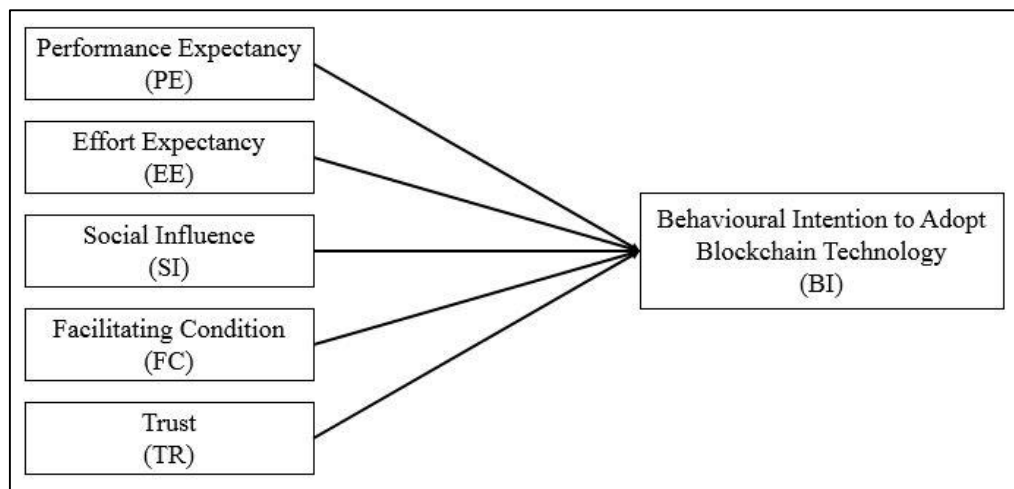 Performance Expectancy
(PE)
Effort Expectancy
(EE)
Social Influence
(SI)
Facilitating Condition
(FC)
Trust
(TR)
Behavioural Intention to Adopt
Blockchain Technology
(BI)